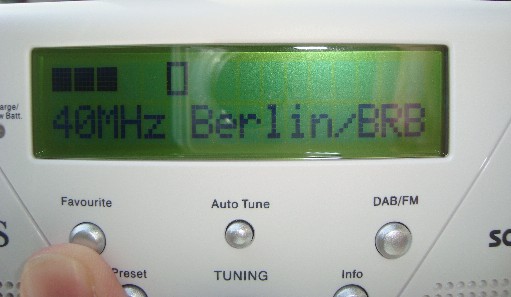 40MHz Berlin/BRB
Favourite
Auto Tune
DAB/FM
Preset
TUNING
Info